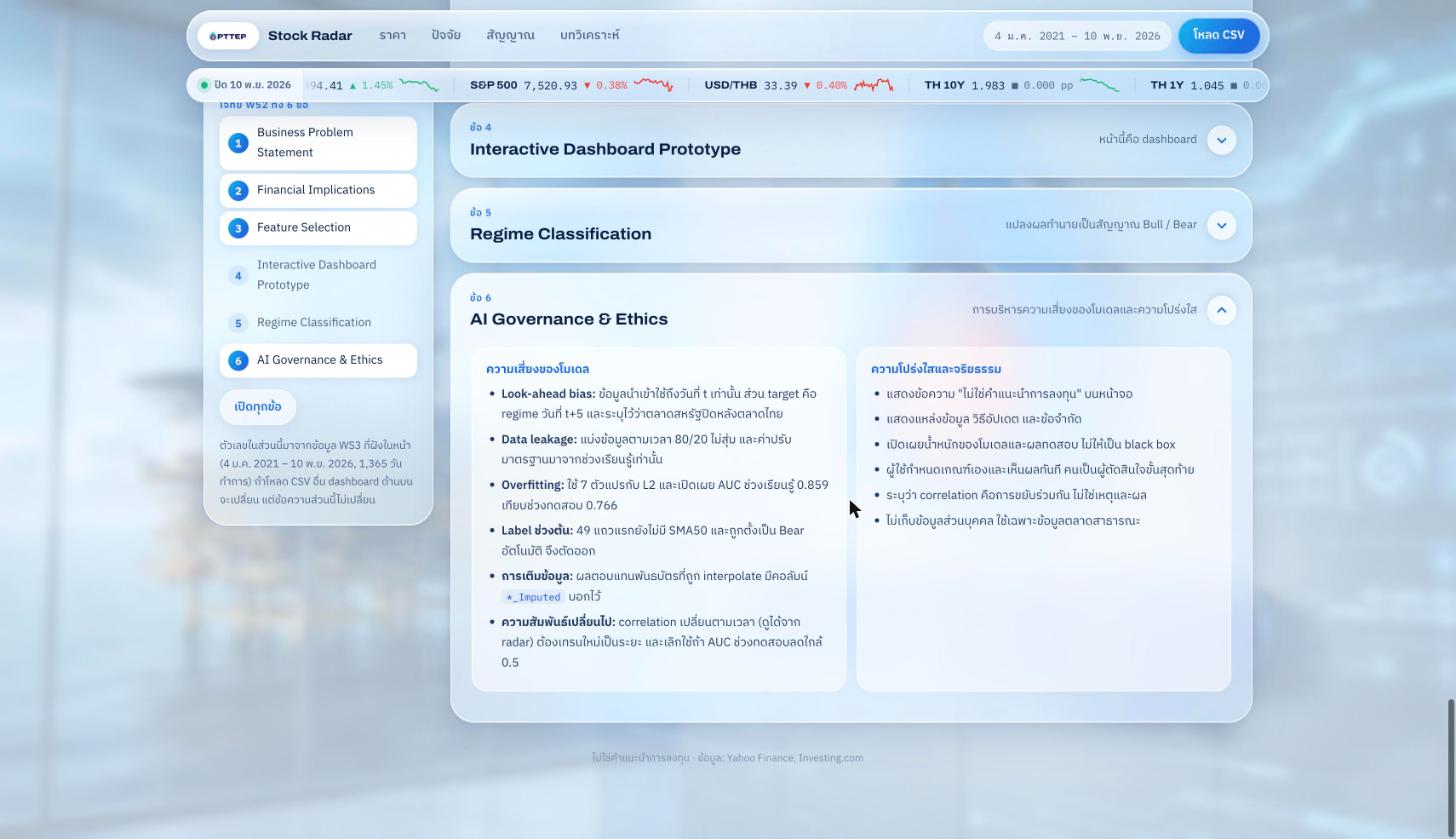 PTTEP
Stock Radar
ราคา
ปัจจัย
สัญญาณ
บทวิเคราะห์
4 ม.ค. 2021 – 10 พ.ย. 2026
โหลด CSV
ปิด 10 พ.ย. 2026
94.41 ▲ 1.45%
S&P 500 7,520.93 ▼ 0.38%
USD/THB 33.39 ▼ 0.40%
TH 10Y 1.983 ■ 0.000 pp
TH 1Y 1.045 ■ 0.0
โจทย์ WS2 ทั้ง 6 ข้อ
1 Business Problem
Statement
2 Financial Implications
3 Feature Selection
4 Interactive Dashboard
Prototype
5 Regime Classification
6 AI Governance & Ethics
เปิดทุกข้อ
ตัวเลขในส่วนนี้มาจากข้อมูล WS3 ที่ฝังในหน้า
(4 ม.ค. 2021 – 10 พ.ย. 2026, 1,365 วัน
ทำการ) ถ้าโหลด CSV อื่น dashboard ด้านบน
จะเปลี่ยน แต่ข้อความส่วนนี้ไม่เปลี่ยน
ข้อ 4
Interactive Dashboard Prototype
หน้านี้คือ dashboard
ข้อ 5
Regime Classification
แปลงผลทำนายเป็นสัญญาณ Bull / Bear
ข้อ 6
AI Governance & Ethics
การบริหารความเสี่ยงของโมเดลและความโปร่งใส
ความเสี่ยงของโมเดล
• Look-ahead bias: ข้อมูลนำเข้าใช้ถึงวันที่ t เท่านั้น ส่วน target คือ
regime วันที่ t+5 และระบุไว้ว่าตลาดสหรัฐปิดหลังตลาดไทย
• Data leakage: แบ่งข้อมูลตามเวลา 80/20 ไม่สุ่ม และค่าปรับ
มาตรฐานมาจากช่วงเรียนรู้เท่านั้น
• Overfitting: ใช้ 7 ตัวแปรกับ L2 และเปิดเผย AUC ช่วงเรียนรู้ 0.859
เทียบช่วงทดสอบ 0.766
• Label ช่วงต้น: 49 แถวแรกยังไม่มี SMA50 และถูกตั้งเป็น Bear
อัตโนมัติ จึงตัดออก
• การเติมข้อมูล: ผลตอบแทนพันธบัตรที่ถูก interpolate มีคอลัมน์
*_Imputed บอกไว้
• ความสัมพันธ์เปลี่ยนไป: correlation เปลี่ยนตามเวลา (ดูได้จาก
radar) ต้องเทรนใหม่เป็นระยะ และเลิกใช้ถ้า AUC ช่วงทดสอบลดใกล้
0.5
ความโปร่งใสและจริยธรรม
• แสดงข้อความ "ไม่ใช่คำแนะนำการลงทุน" บนหน้าจอ
• แสดงแหล่งข้อมูล วิธีอัปเดต และข้อจำกัด
• เปิดเผยน้ำหนักของโมเดลและผลทดสอบ ไม่ให้เป็น black box
• ผู้ใช้กำหนดเกณฑ์เองและเห็นผลทันที คนเป็นผู้ตัดสินใจขั้นสุดท้าย
• ระบุว่า correlation คือการขยับร่วมกัน ไม่ใช่เหตุและผล
• ไม่เก็บข้อมูลส่วนบุคคล ใช้เฉพาะข้อมูลตลาดสาธารณะ
ไม่ใช่คำแนะนำการลงทุน · ข้อมูล: Yahoo Finance, Investing.com